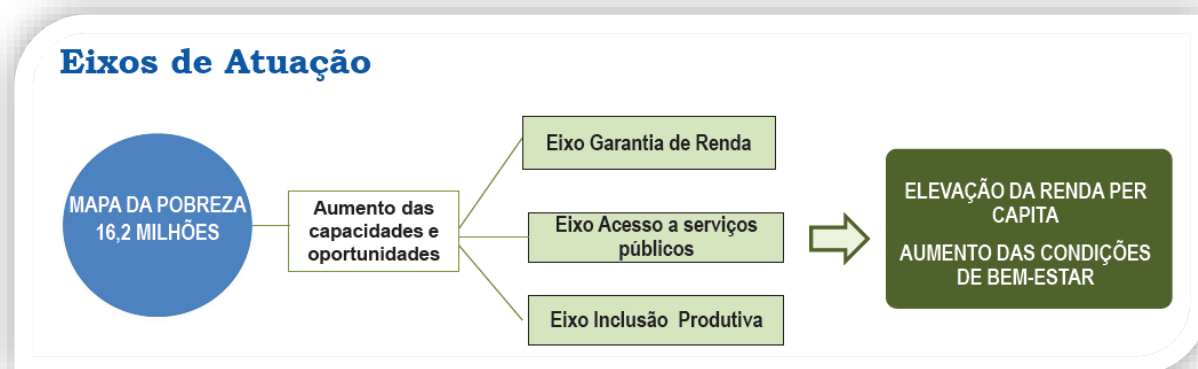 Eixos de Atuação
MAPA DA POBREZA
16,2 MILHÕES
Aumento das
capacidades e
oportunidades
Eixo Garantia de Renda
Eixo Acesso a serviços
públicos
Eixo Inclusão Produtiva
ELEVAÇÃO DA RENDA PER
CAPITA
AUMENTO DAS CONDIÇÕES
DE BEM-ESTAR